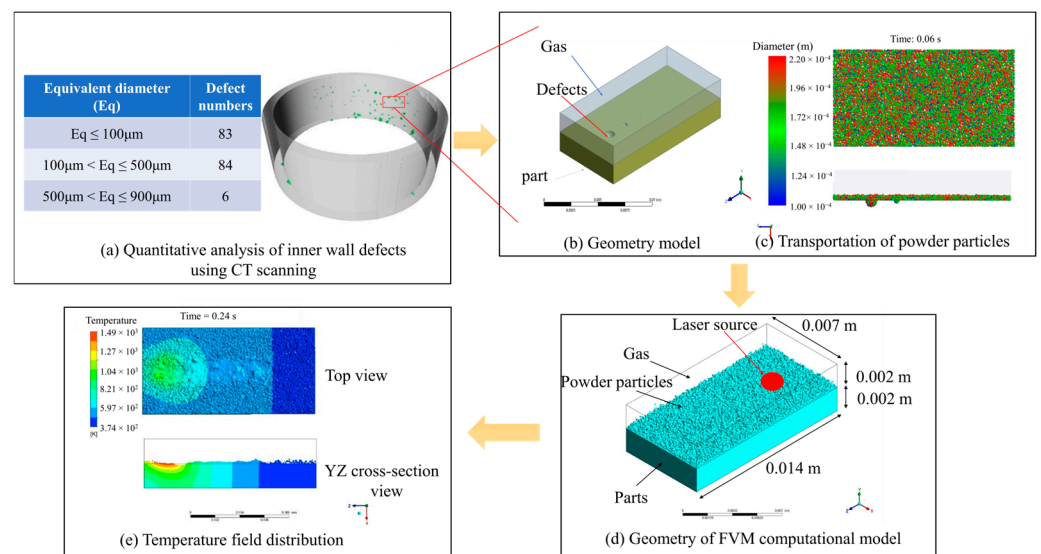 Equivalent diameter (Eq) Defect numbers
Eq ≤ 100μm 83
100μm < Eq ≤ 500μm 84
500μm < Eq ≤ 900μm 6
(a) Quantitative analysis of inner wall defects
using CT scanning
Gas
Defects
part
(b) Geometry model
Time: 0.06 s
Diameter (m)
2.20 × 10⁻⁴
1.96 × 10⁻⁴
1.72 × 10⁻⁴
1.48 × 10⁻⁴
1.24 × 10⁻⁴
1.00 × 10⁻⁴
(c) Transportation of powder particles
Laser source
Gas
Powder particles
Parts
0.007 m
0.002 m
0.002 m
0.014 m
(d) Geometry of FVM computational model
Time = 0.24 s
Temperature
1.49 × 10³
1.27 × 10³
1.04 × 10³
8.21 × 10²
5.97 × 10²
3.74 × 10²
[K]
Top view
YZ cross-section
view
(e) Temperature field distribution